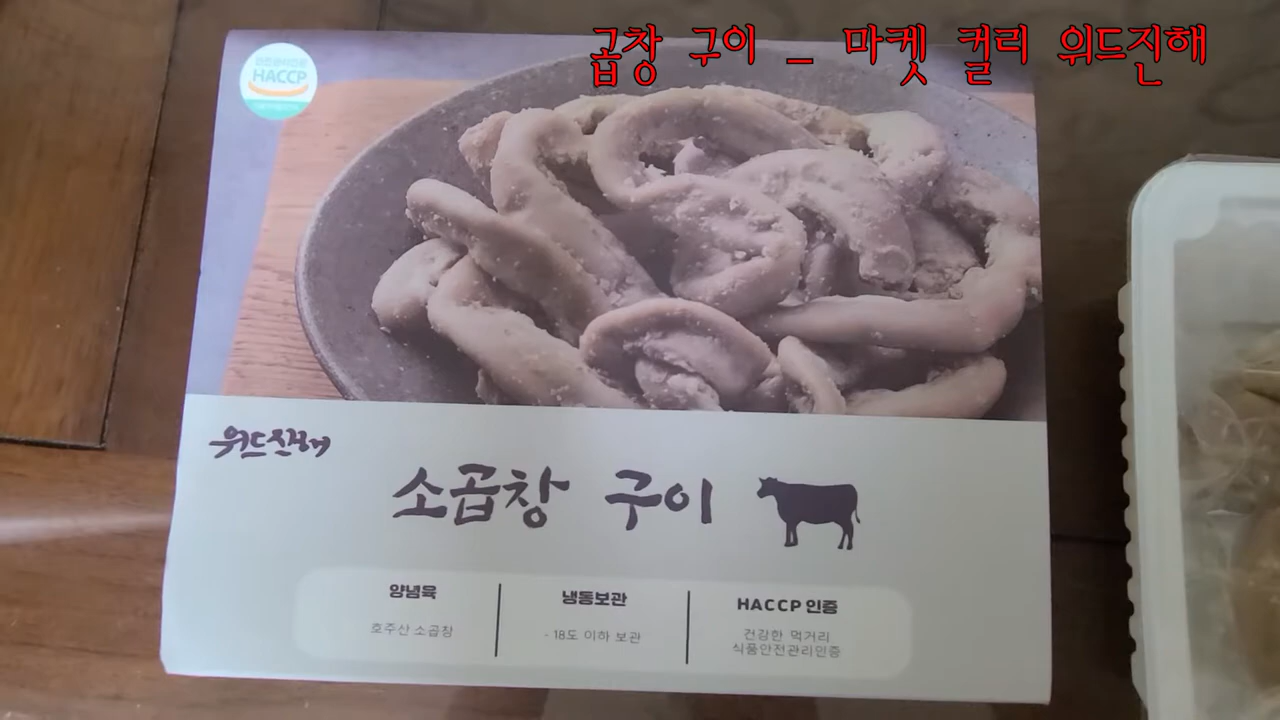 곱창 구이 _ 마켓 컬리 위드진해
HACCP
위드진해
소곱창 구이
양념육
호주산 소곱창
냉동보관
- 18도 이하 보관
HACCP 인증
건강한 먹거리
식품안전관리인증